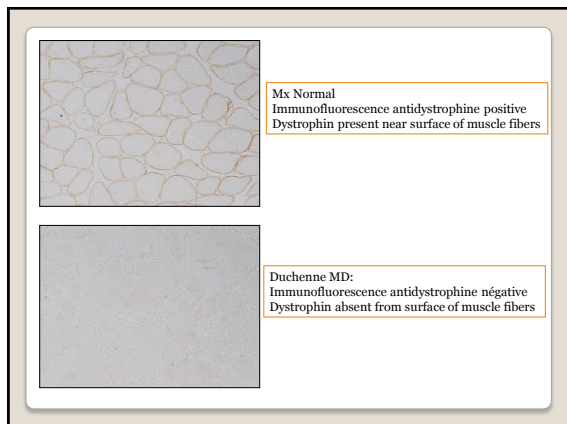 Mx Normal
Immunofluorescence antidystrophine positive
Dystrophin present near surface of muscle fibers
Duchenne MD:
Immunofluorescence antidystrophine négative
Dystrophin absent from surface of muscle fibers